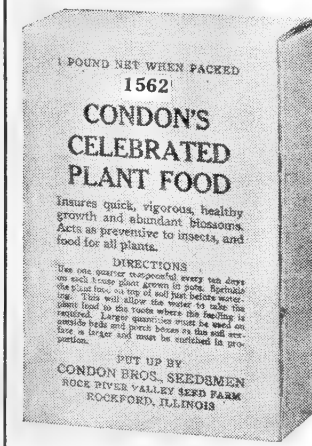 1 POUND NET WHEN PACKED
1562
CONDON'S
CELEBRATED
PLANT FOOD
Insures quick, vigorous, healthy
growth and abundant blossoms.
Acts as preventive to insects, and
food for all plants.
DIRECTIONS
Use one quarter teaspoonful every ten days
on each house plant grown in pots. Sprinkle
the plant food on top of soil just before water-
ing. This will allow the water to take the
plant food to the roots where the feeding is
required. Larger quantities must be used on
outside beds and porch boxes as the soil sur-
face is larger and must be enriched in pro-
portion.
PUT UP BY
CONDON BROS., SEEDSMEN
ROCK RIVER VALLEY SEED FARM
ROCKFORD, ILLINOIS